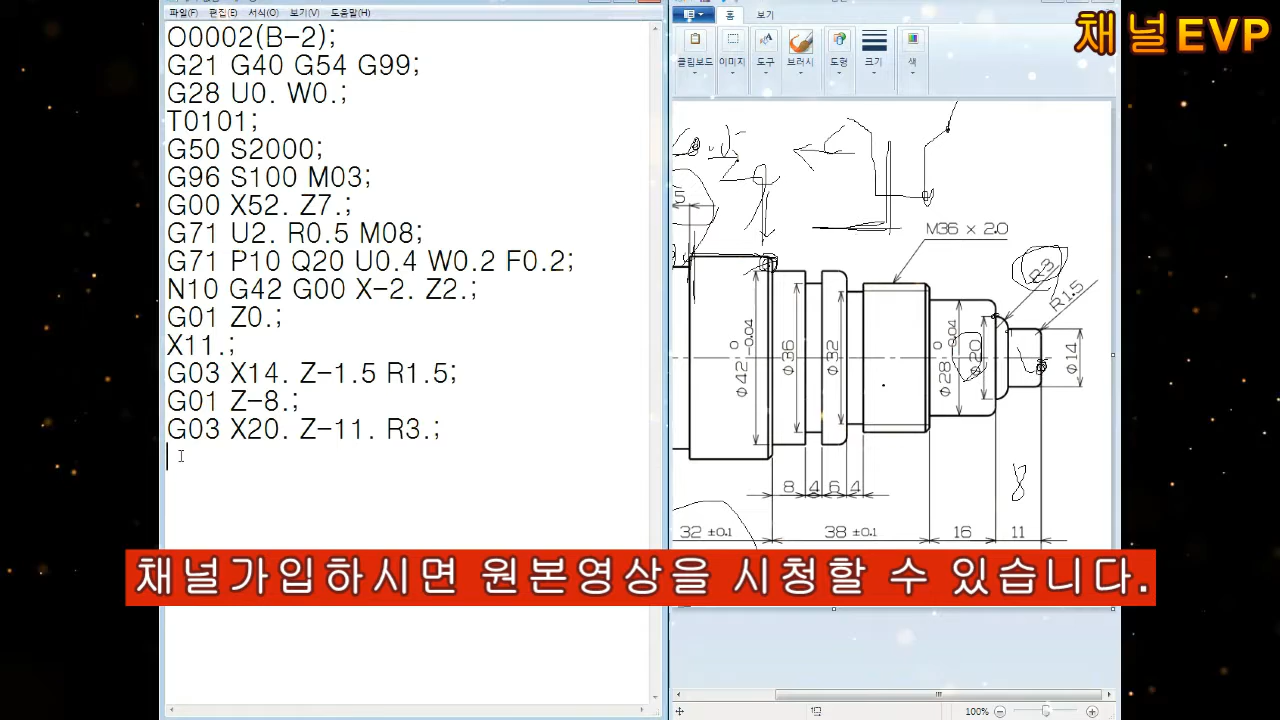 파일(F) 편집(E) 서식(O) 보기(V) 도움말(H)
O0002(B-2);
G21 G40 G54 G99;
G28 U0. W0.;
T0101;
G50 S2000;
G96 S100 M03;
G00 X52. Z7.;
G71 U2. R0.5 M08;
G71 P10 Q20 U0.4 W0.2 F0.2;
N10 G42 G00 X-2. Z2.;
G01 Z0.;
X11.;
G03 X14. Z-1.5 R1.5;
G01 Z-8.;
G03 X20. Z-11. R3.;
홈 보기
클립보드 이미지 도구 브러시 도형 크기 색
채널EVP
5
M36 x 2.0
R3
R1.5
Φ42 0 -0.04
Φ36
Φ32
Φ28 0 -0.04
Φ20
Φ14
8
8 4 6 4
32 ±0.1 38 ±0.1 16 11
채널가입하시면 원본영상을 시청할 수 있습니다.
100%